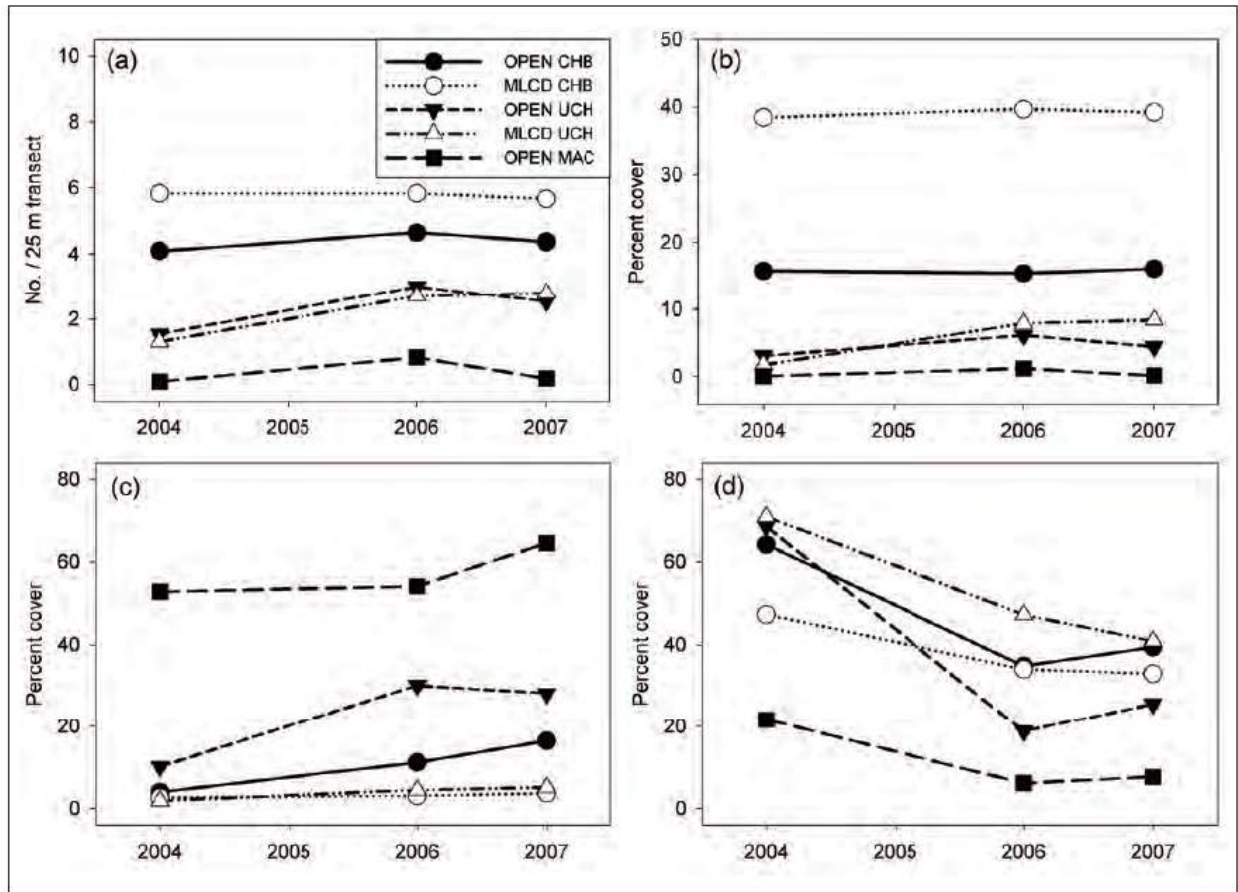 (a)
10
8
6
4
2
0
No. / 25 m transect
2004 2005 2006 2007
OPEN CHB
MLCD CHB
OPEN UCH
MLCD UCH
OPEN MAC
(b)
50
40
30
20
10
0
Percent cover
2004 2005 2006 2007
(c)
80
60
40
20
0
Percent cover
2004 2005 2006 2007
(d)
80
60
40
20
0
Percent cover
2004 2005 2006 2007